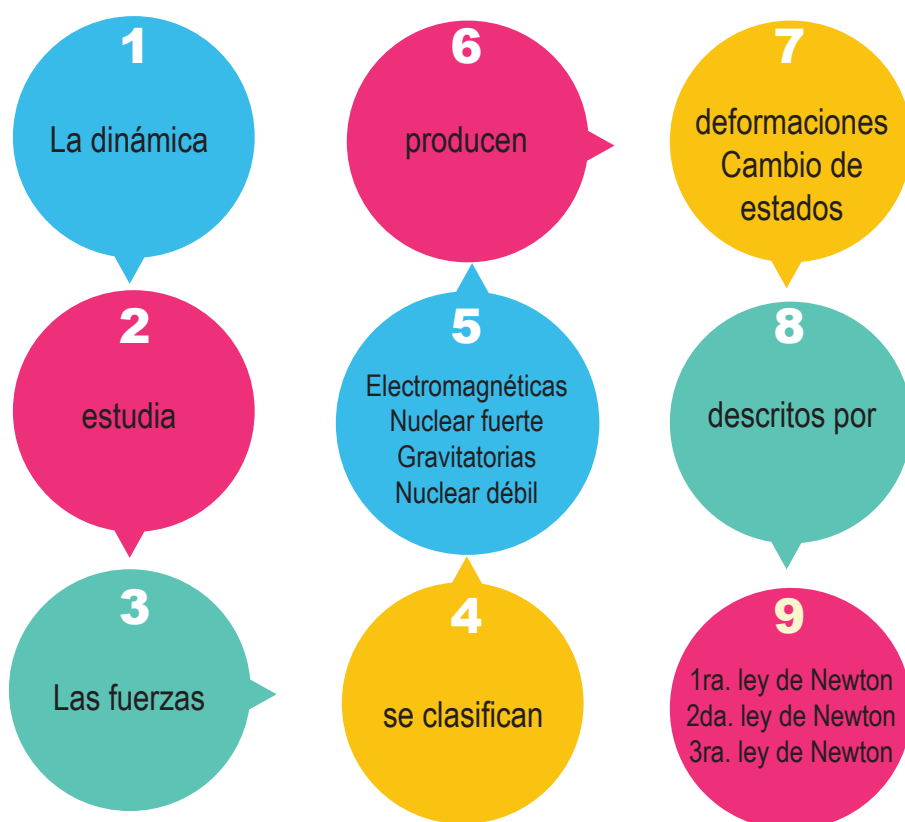 1
La dinámica
2
estudia
3
Las fuerzas
4
se clasifican
5
Electromagnéticas
Nuclear fuerte
Gravitatorias
Nuclear débil
6
producen
7
deformaciones
Cambio de
estados
8
descritos por
9
1ra. ley de Newton
2da. ley de Newton
3ra. ley de Newton